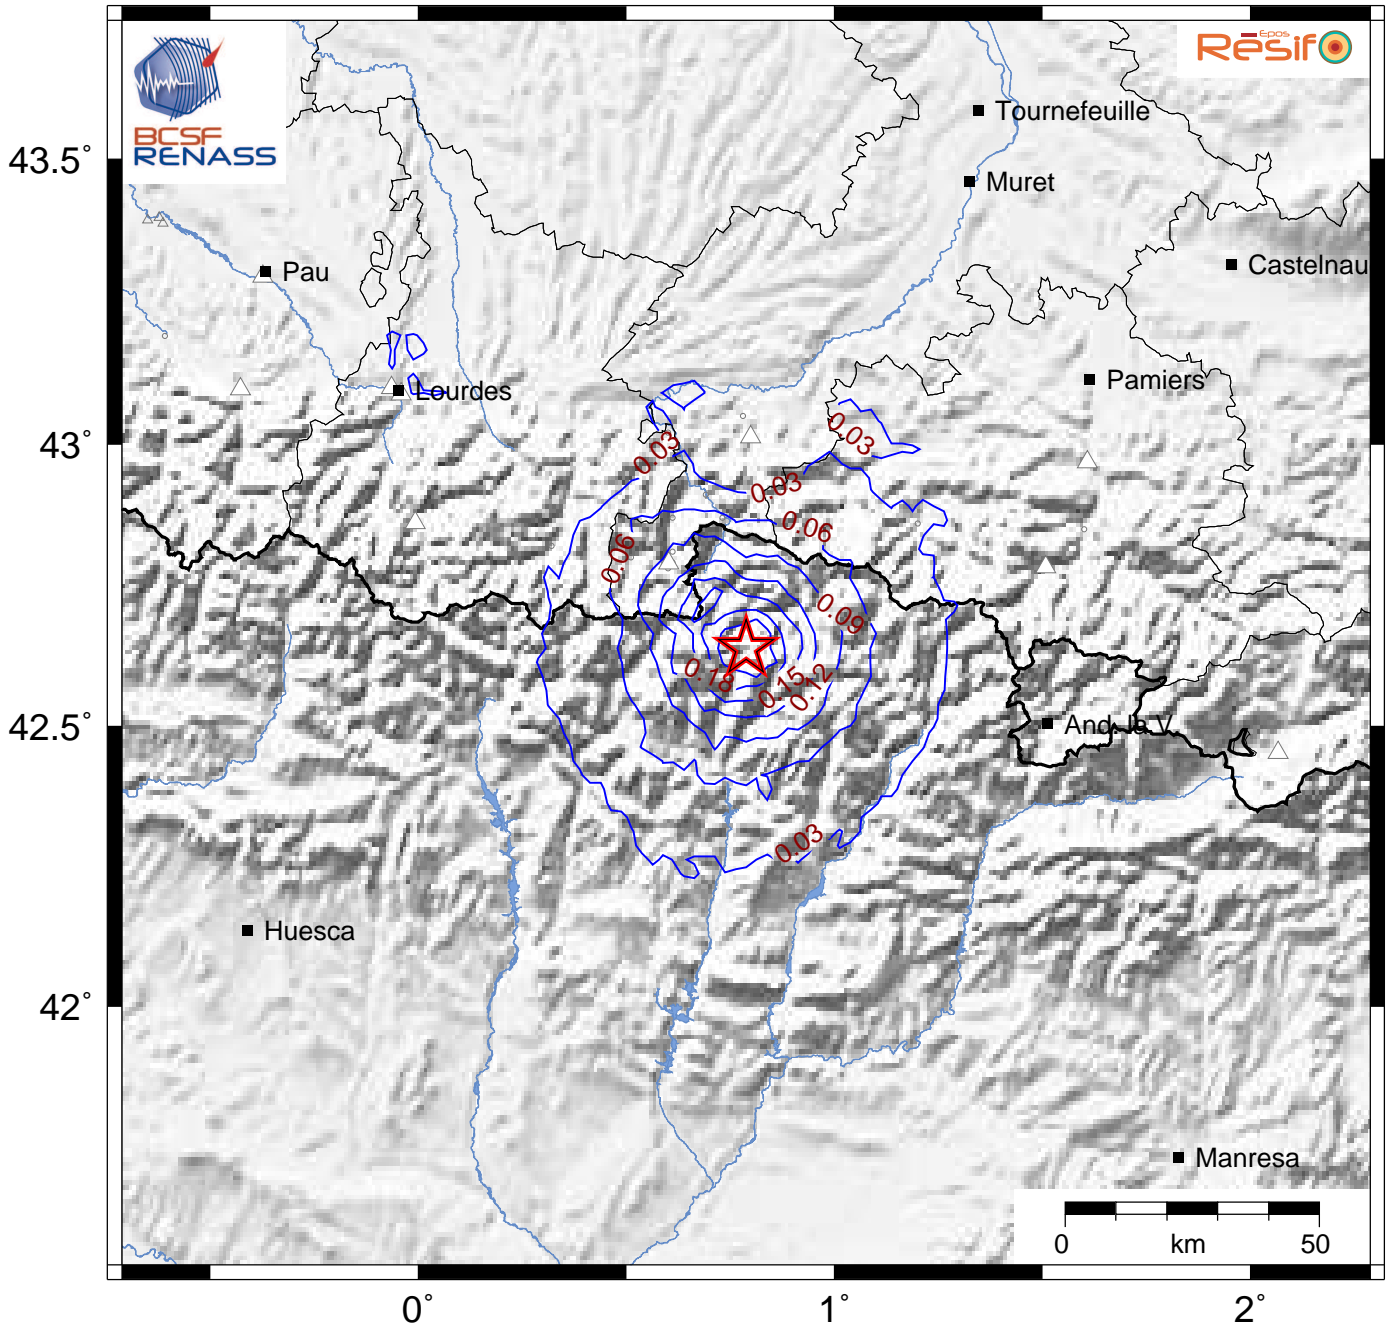 BCSF
RENASS
Epos
Résif
Tournefeuille
43.5°
Muret
Castelnau
Pau
Pamiers
Lourdes
43°
0.03
0.03
0.03
0.06
0.06
0.09
0.18
0.15
0.12
42.5°
And. la V.
0.03
Huesca
42°
Manresa
0
km
50
0°
1°
2°